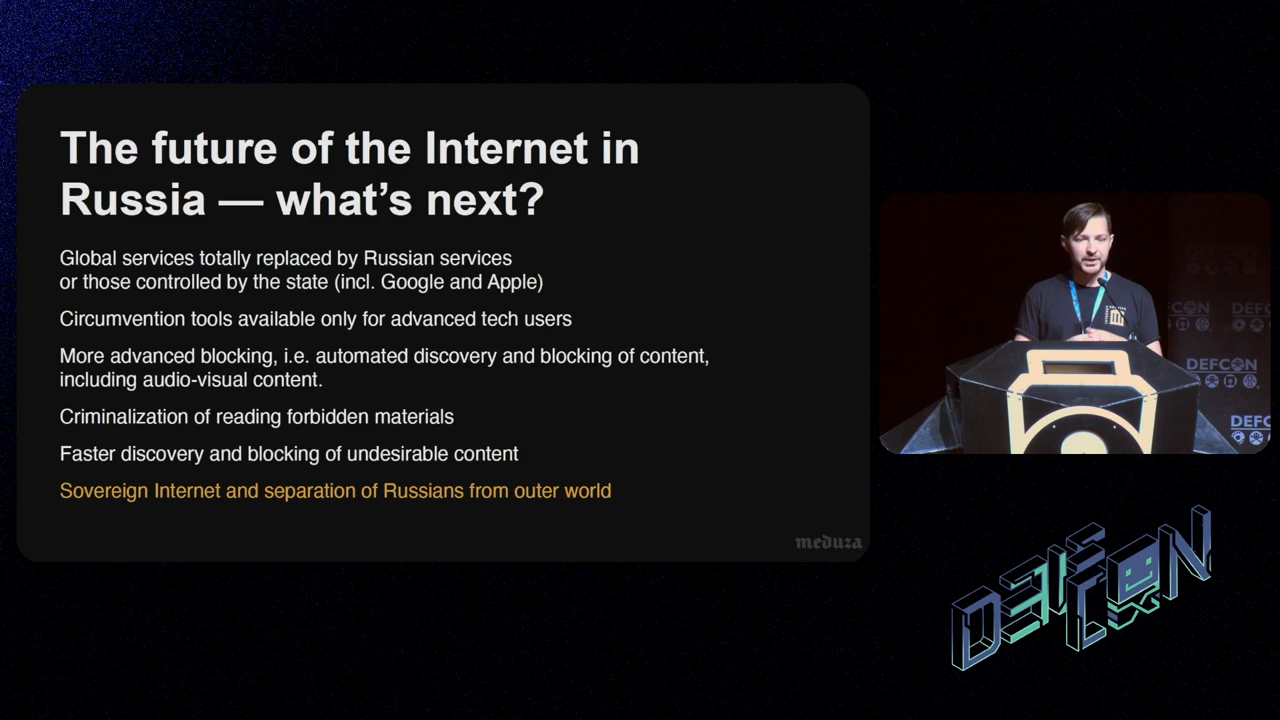 The future of the Internet in
Russia — what’s next?
Global services totally replaced by Russian services
or those controlled by the state (incl. Google and Apple)
Circumvention tools available only for advanced tech users
More advanced blocking, i.e. automated discovery and blocking of content,
including audio-visual content.
Criminalization of reading forbidden materials
Faster discovery and blocking of undesirable content
Sovereign Internet and separation of Russians from outer world
meduza
DEFCON
DEFCON
DEFCON
DEFCON